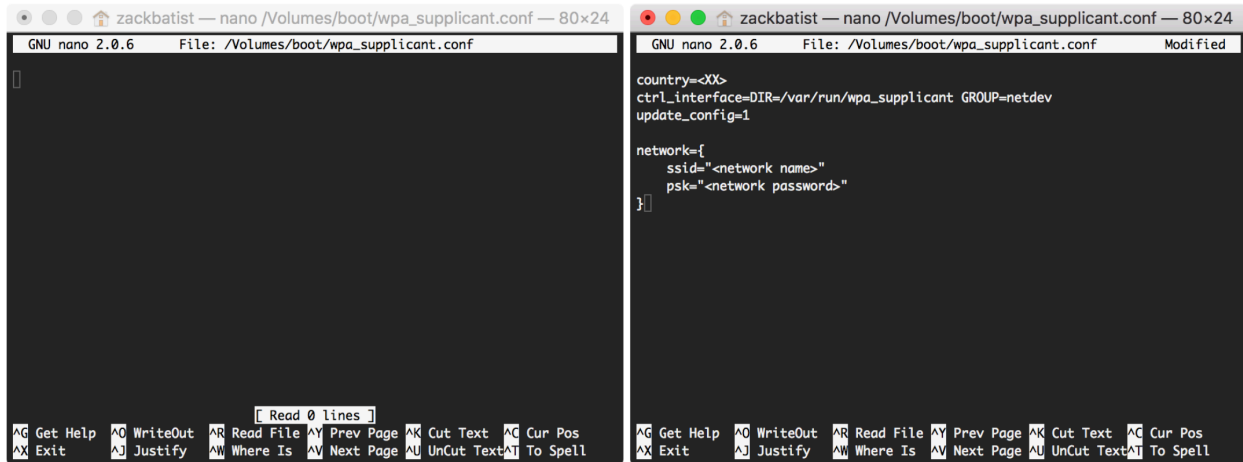 zackbatist — nano /Volumes/boot/wpa_supplicant.conf — 80×24
GNU nano 2.0.6 File: /Volumes/boot/wpa_supplicant.conf
[ Read 0 lines ]
^G Get Help ^O WriteOut ^R Read File ^Y Prev Page ^K Cut Text ^C Cur Pos
^X Exit ^J Justify ^W Where Is ^V Next Page ^U UnCut Text ^T To Spell
zackbatist — nano /Volumes/boot/wpa_supplicant.conf — 80×24
GNU nano 2.0.6 File: /Volumes/boot/wpa_supplicant.conf Modified
country=<XX>
ctrl_interface=DIR=/var/run/wpa_supplicant GROUP=netdev
update_config=1
network={
    ssid="<network name>"
    psk="<network password>"
}
^G Get Help ^O WriteOut ^R Read File ^Y Prev Page ^K Cut Text ^C Cur Pos
^X Exit ^J Justify ^W Where Is ^V Next Page ^U UnCut Text ^T To Spell